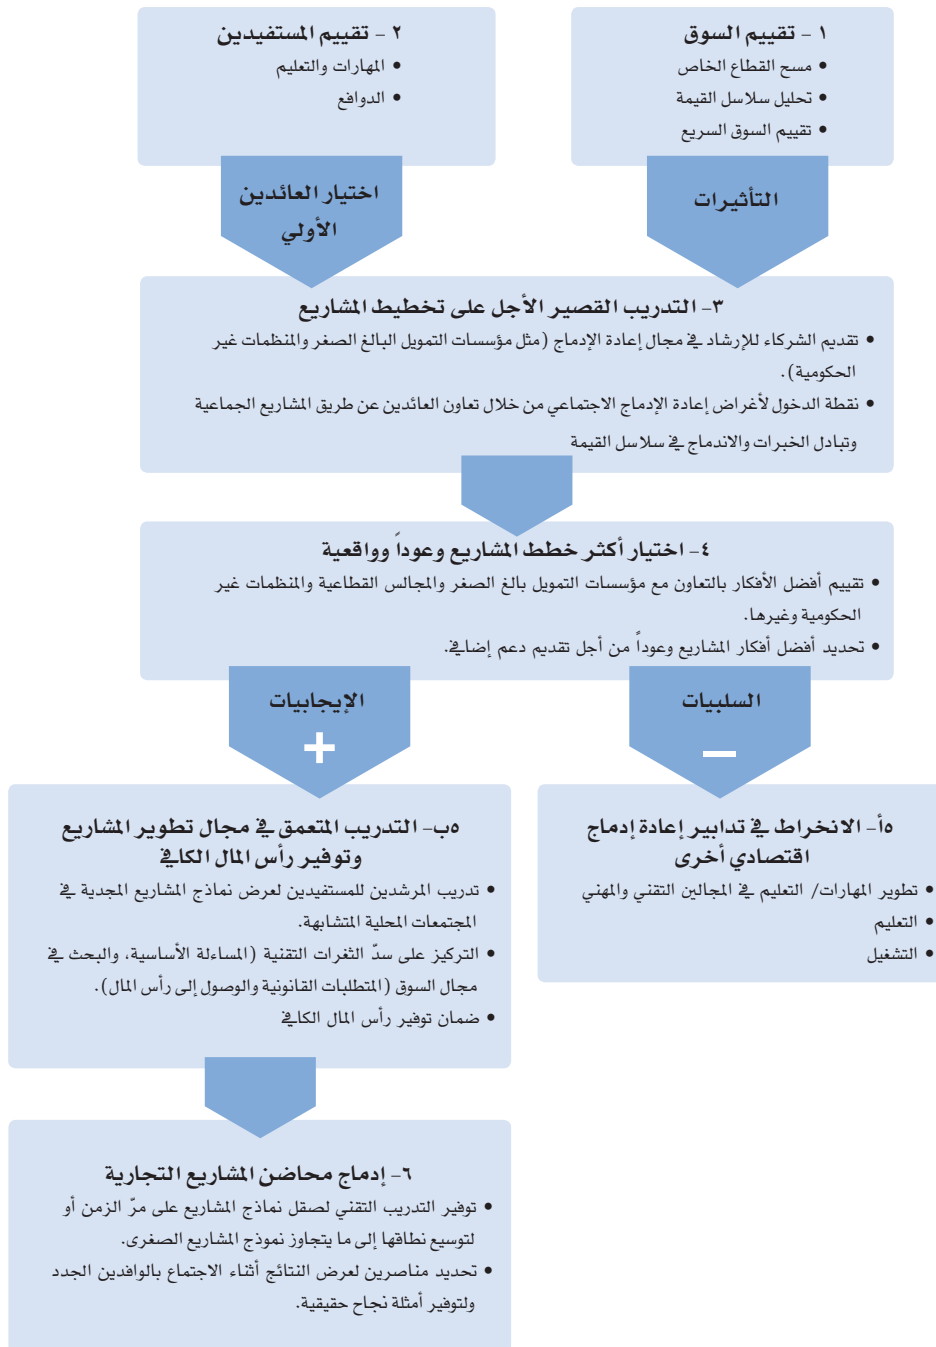 ١ - تقييم السوق
• مسح القطاع الخاص
• تحليل سلاسل القيمة
• تقييم السوق السريع
٢ - تقييم المستفيدين
• المهارات والتعليم
• الدوافع
التأثيرات
اختيار العائدين
الأولي
٣- التدريب القصير الأجل على تخطيط المشاريع
• تقديم الشركاء للإرشاد في مجال إعادة الإدماج (مثل مؤسسات التمويل البالغ الصغر والمنظمات غير
الحكومية).
• نقطة الدخول لأغراض إعادة الإدماج الاجتماعي من خلال تعاون العائدين عن طريق المشاريع الجماعية
وتبادل الخبرات والاندماج في سلاسل القيمة
٤- اختيار أكثر خطط المشاريع وعوداً وواقعية
• تقييم أفضل الأفكار بالتعاون مع مؤسسات التمويل بالغ الصغر والمجالس القطاعية والمنظمات غير
الحكومية وغيرها.
• تحديد أفضل أفكار المشاريع وعوداً من أجل تقديم دعم إضافي.
السلبيات
–
الإيجابيات
+
٥أ- الانخراط في تدابير إعادة إدماج
اقتصادي أخرى
• تطوير المهارات/ التعليم في المجالين التقني والمهني
• التعليم
• التشغيل
٥ب- التدريب المتعمق في مجال تطوير المشاريع
وتوفير رأس المال الكافي
• تدريب المرشدين للمستفيدين لعرض نماذج المشاريع المجدية في
المجتمعات المحلية المتشابهة.
• التركيز على سدّ الثغرات التقنية (المساءلة الأساسية، والبحث في
مجال السوق (المتطلبات القانونية والوصول إلى رأس المال).
• ضمان توفير رأس المال الكافي
٦- إدماج محاضن المشاريع التجارية
• توفير التدريب التقني لصقل نماذج المشاريع على مرّ الزمن أو
لتوسيع نطاقها إلى ما يتجاوز نموذج المشاريع الصغرى.
• تحديد مناصرين لعرض النتائج أثناء الاجتماع بالوافدين الجدد
ولتوفير أمثلة نجاح حقيقية.